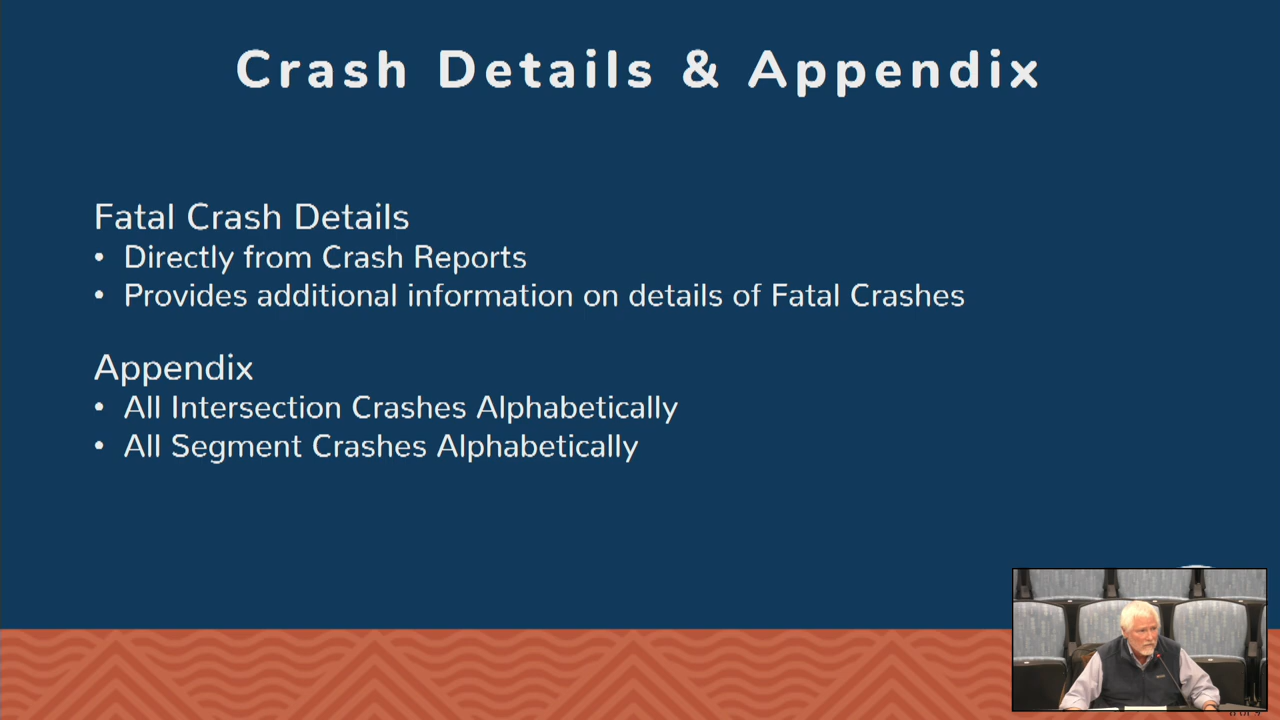 Crash Details & Appendix
Fatal Crash Details
• Directly from Crash Reports
• Provides additional information on details of Fatal Crashes
Appendix
• All Intersection Crashes Alphabetically
• All Segment Crashes Alphabetically